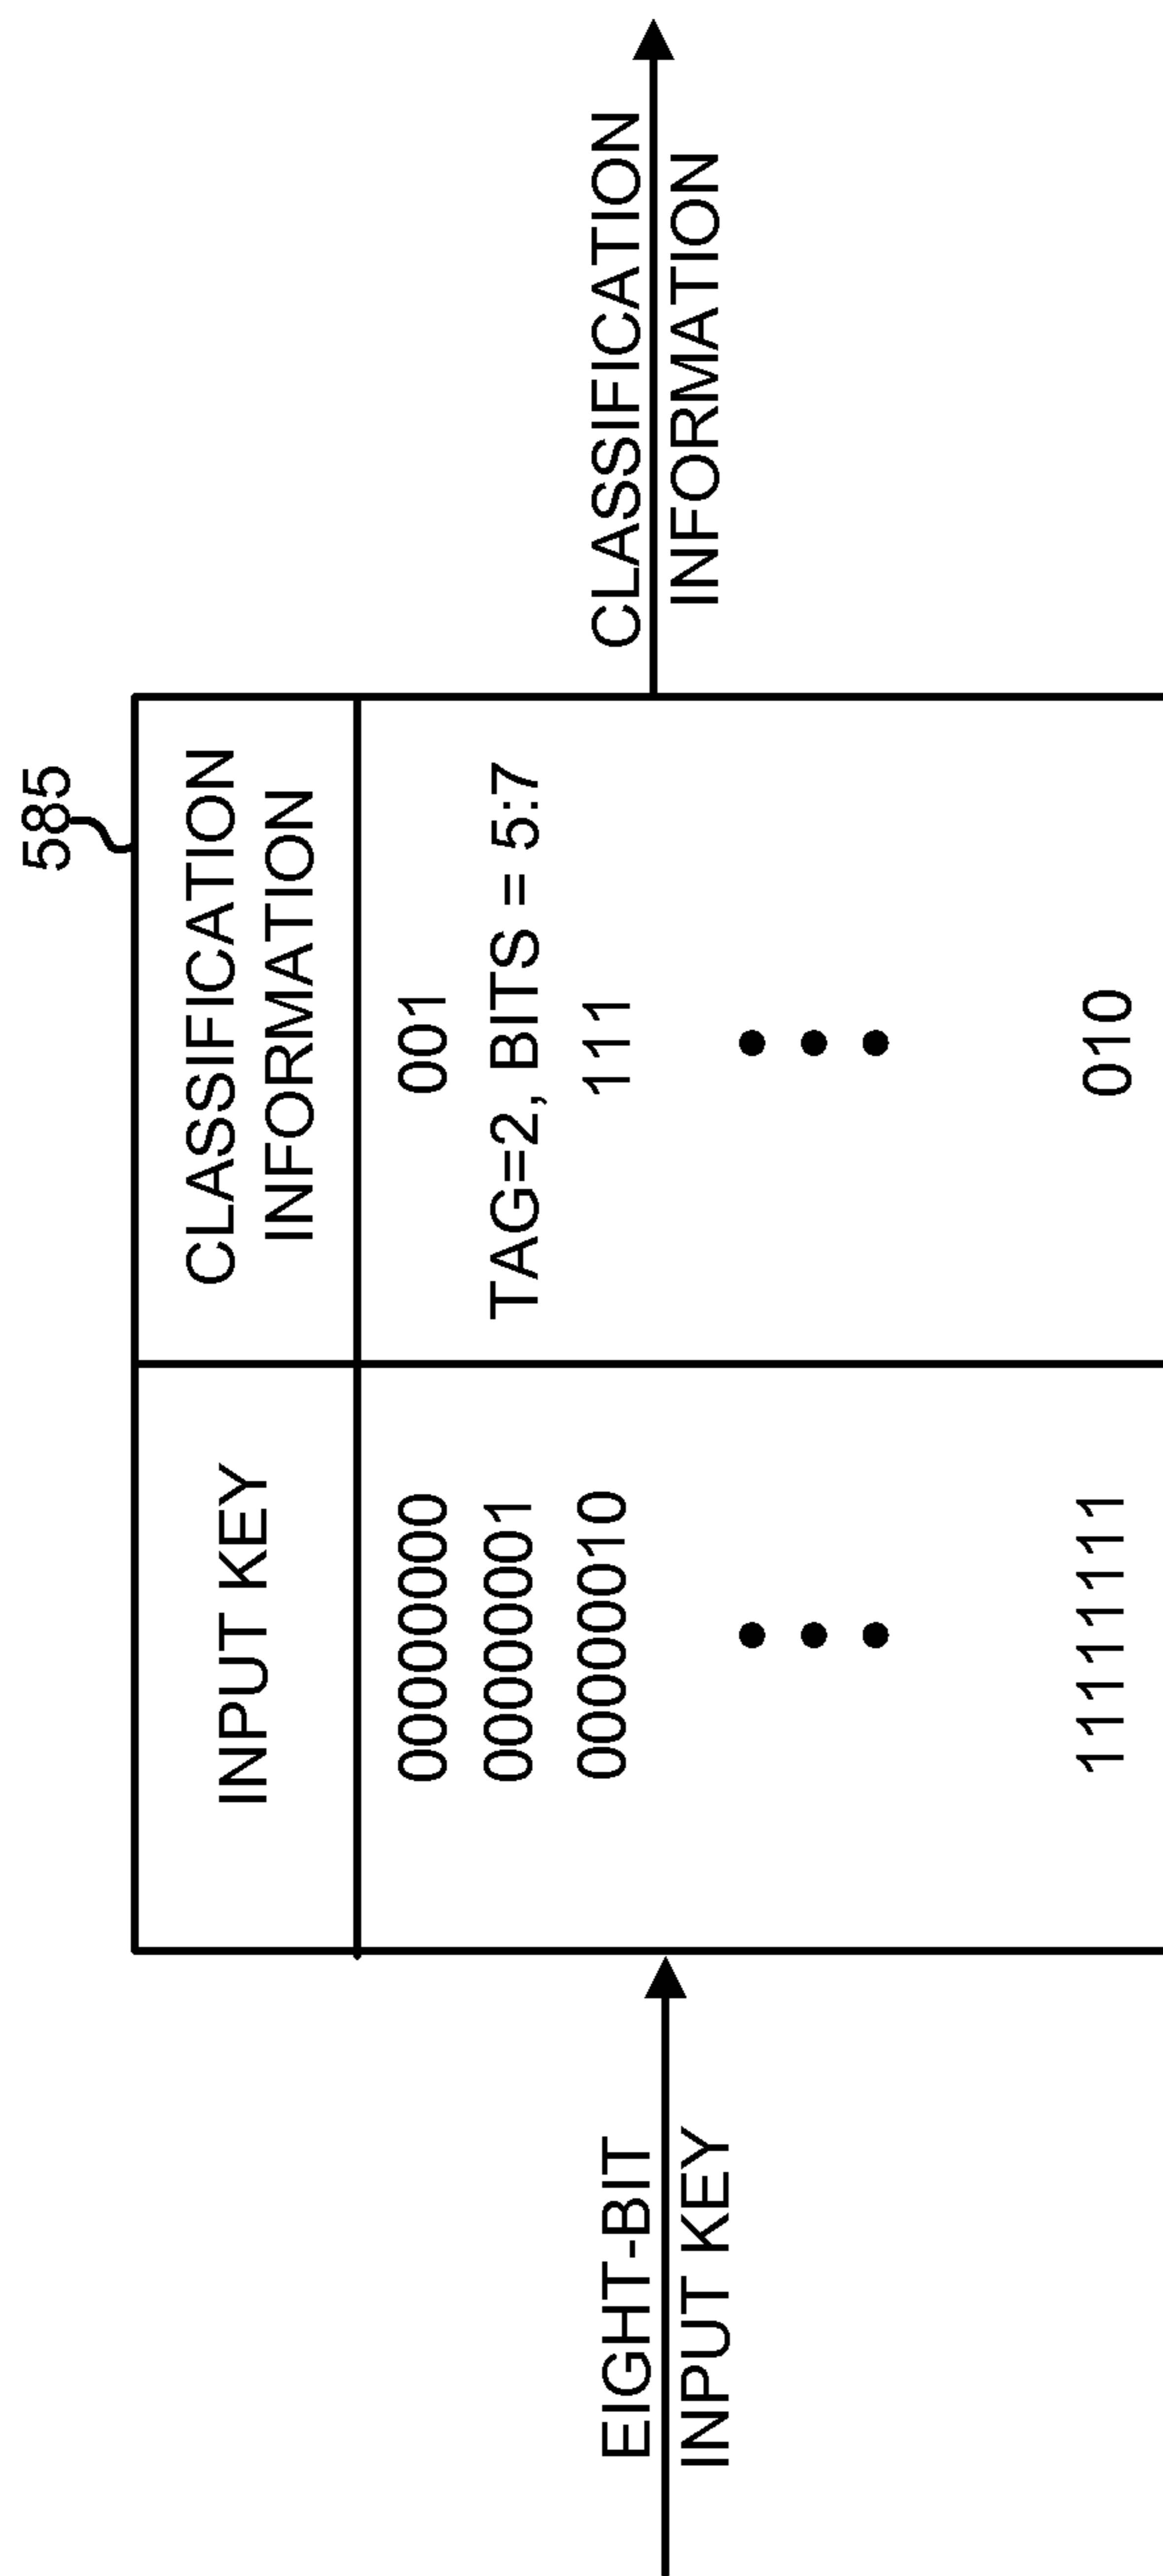 585
INPUT KEY
CLASSIFICATION
INFORMATION
00000000
001
00000001
TAG=2, BITS = 5:7
00000010
111
11111111
010
EIGHT-BIT
INPUT KEY
CLASSIFICATION
INFORMATION